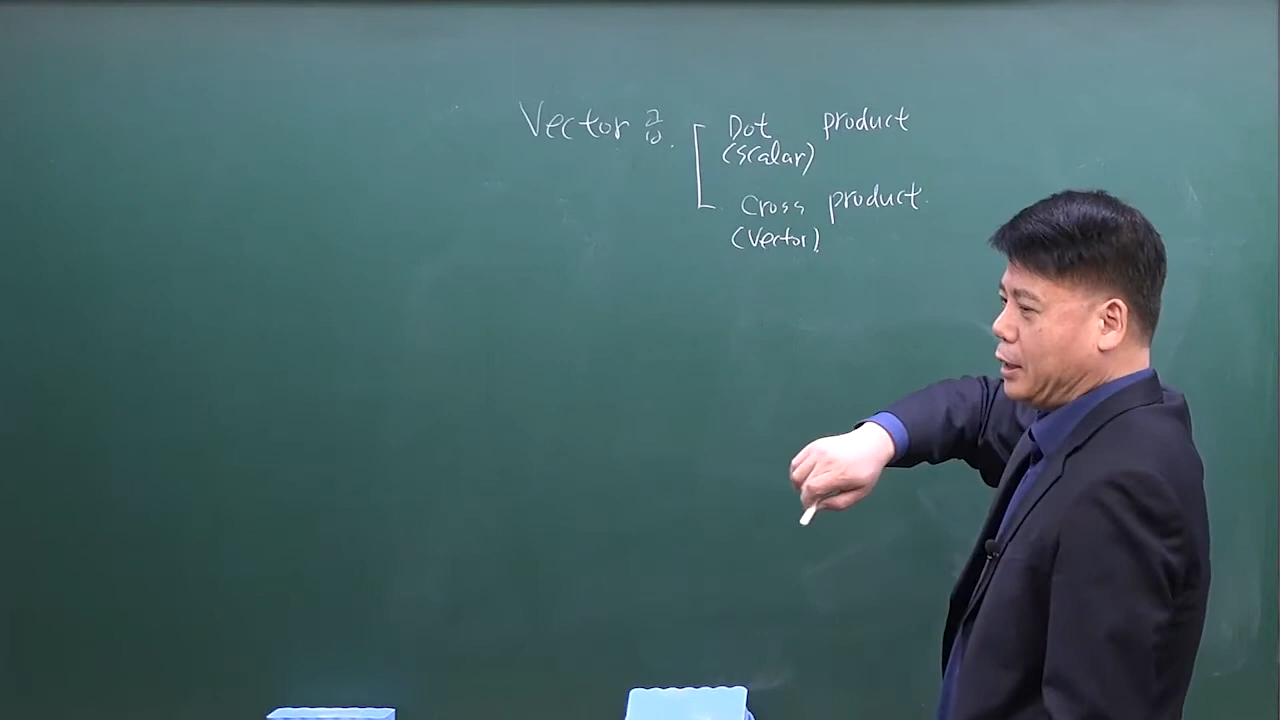 Vector 곱. Dot product
(scalar)
Cross product.
(Vector)